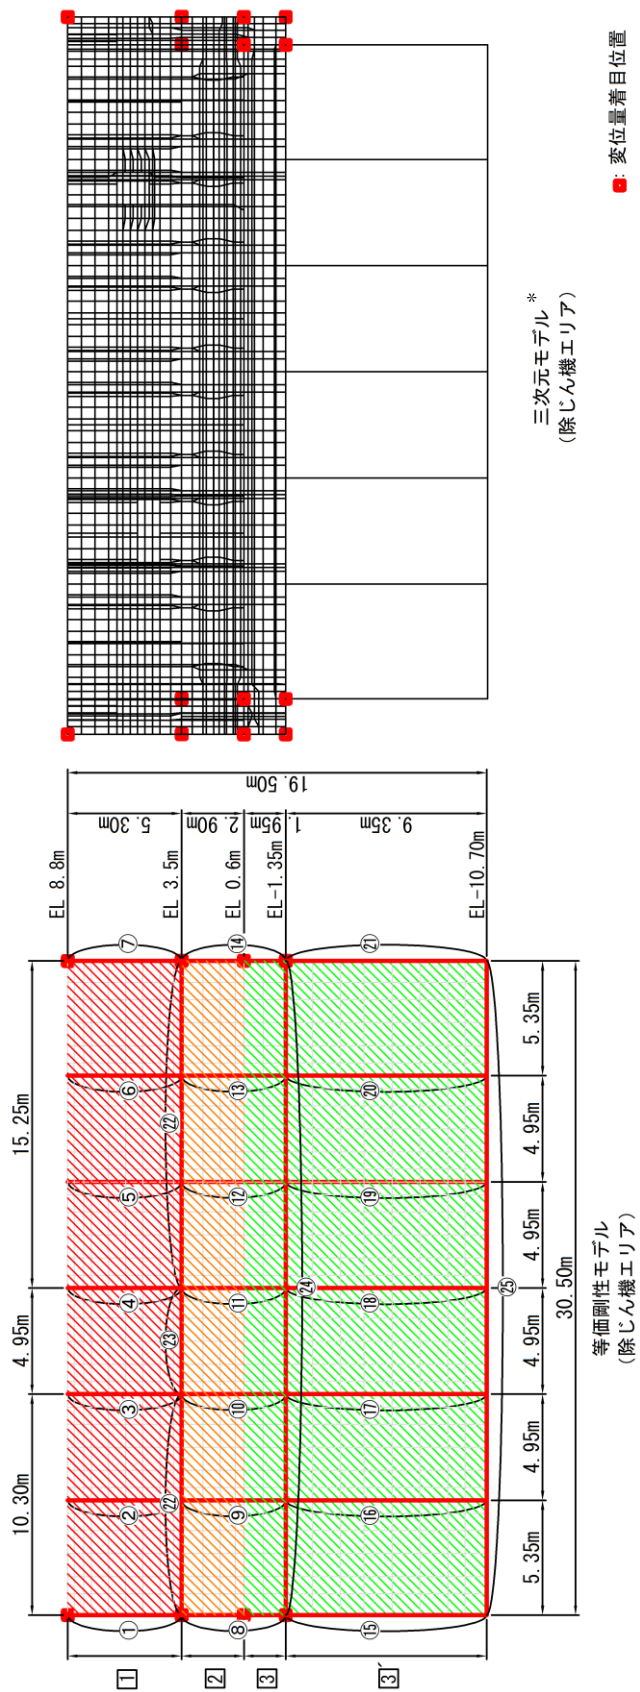 10.30m
4.95m
15.25m
EL 8.8m
EL 3.5m
EL 0.6m
EL-1.35m
EL-10.70m
5.30m
2.90m
1.95m
9.35m
19.50m
1
2
3
3´
①
②
③
④
⑤
⑥
⑦
㉒
㉓
㉒
⑧
⑨
⑩
⑪
⑫
⑬
⑭
㉔
⑮
⑯
⑰
⑱
⑲
⑳
㉑
㉕
5.35m
4.95m
4.95m
4.95m
4.95m
5.35m
30.50m
等価剛性モデル
(除じん機エリア)
三次元モデル*
(除じん機エリア)
: 変位量着目位置